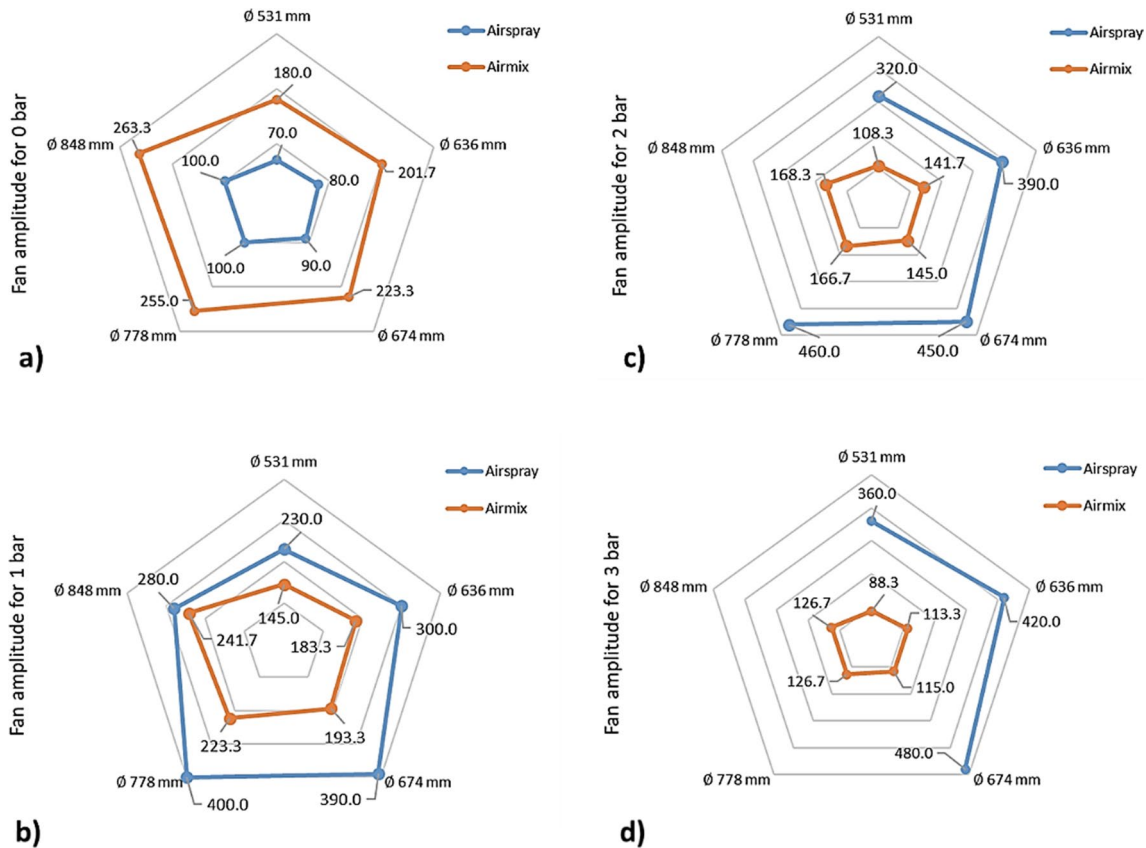 Ø 531 mm
Airspray
Airmix
180.0
263.3
Ø 848 mm
Ø 636 mm
70.0
100.0
80.0
201.7
Fan amplitude for 0 bar
100.0
90.0
255.0
223.3
Ø 778 mm
Ø 674 mm
a)
Ø 531 mm
Airspray
Airmix
320.0
108.3
Ø 848 mm
Ø 636 mm
168.3
141.7
390.0
Fan amplitude for 2 bar
166.7
145.0
Ø 778 mm
Ø 674 mm
460.0
450.0
c)
Ø 531 mm
Airspray
Airmix
230.0
280.0
Ø 848 mm
Ø 636 mm
145.0
241.7
183.3
300.0
Fan amplitude for 1 bar
223.3
193.3
Ø 778 mm
Ø 674 mm
400.0
390.0
b)
Ø 531 mm
Airspray
Airmix
360.0
88.3
Ø 848 mm
Ø 636 mm
126.7
113.3
420.0
Fan amplitude for 3 bar
126.7
115.0
480.0
Ø 778 mm
Ø 674 mm
d)